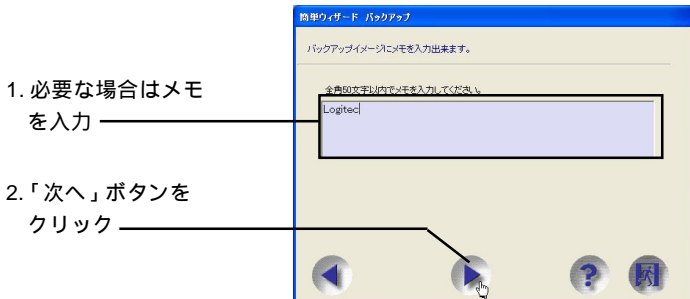 簡単ウィザード バックアップ
バックアップイメージにメモを入力出来ます。
1. 必要な場合はメモ
を入力
全角50文字以内でメモを入力してください。
Logitec
2.「次へ」ボタンを
クリック
?